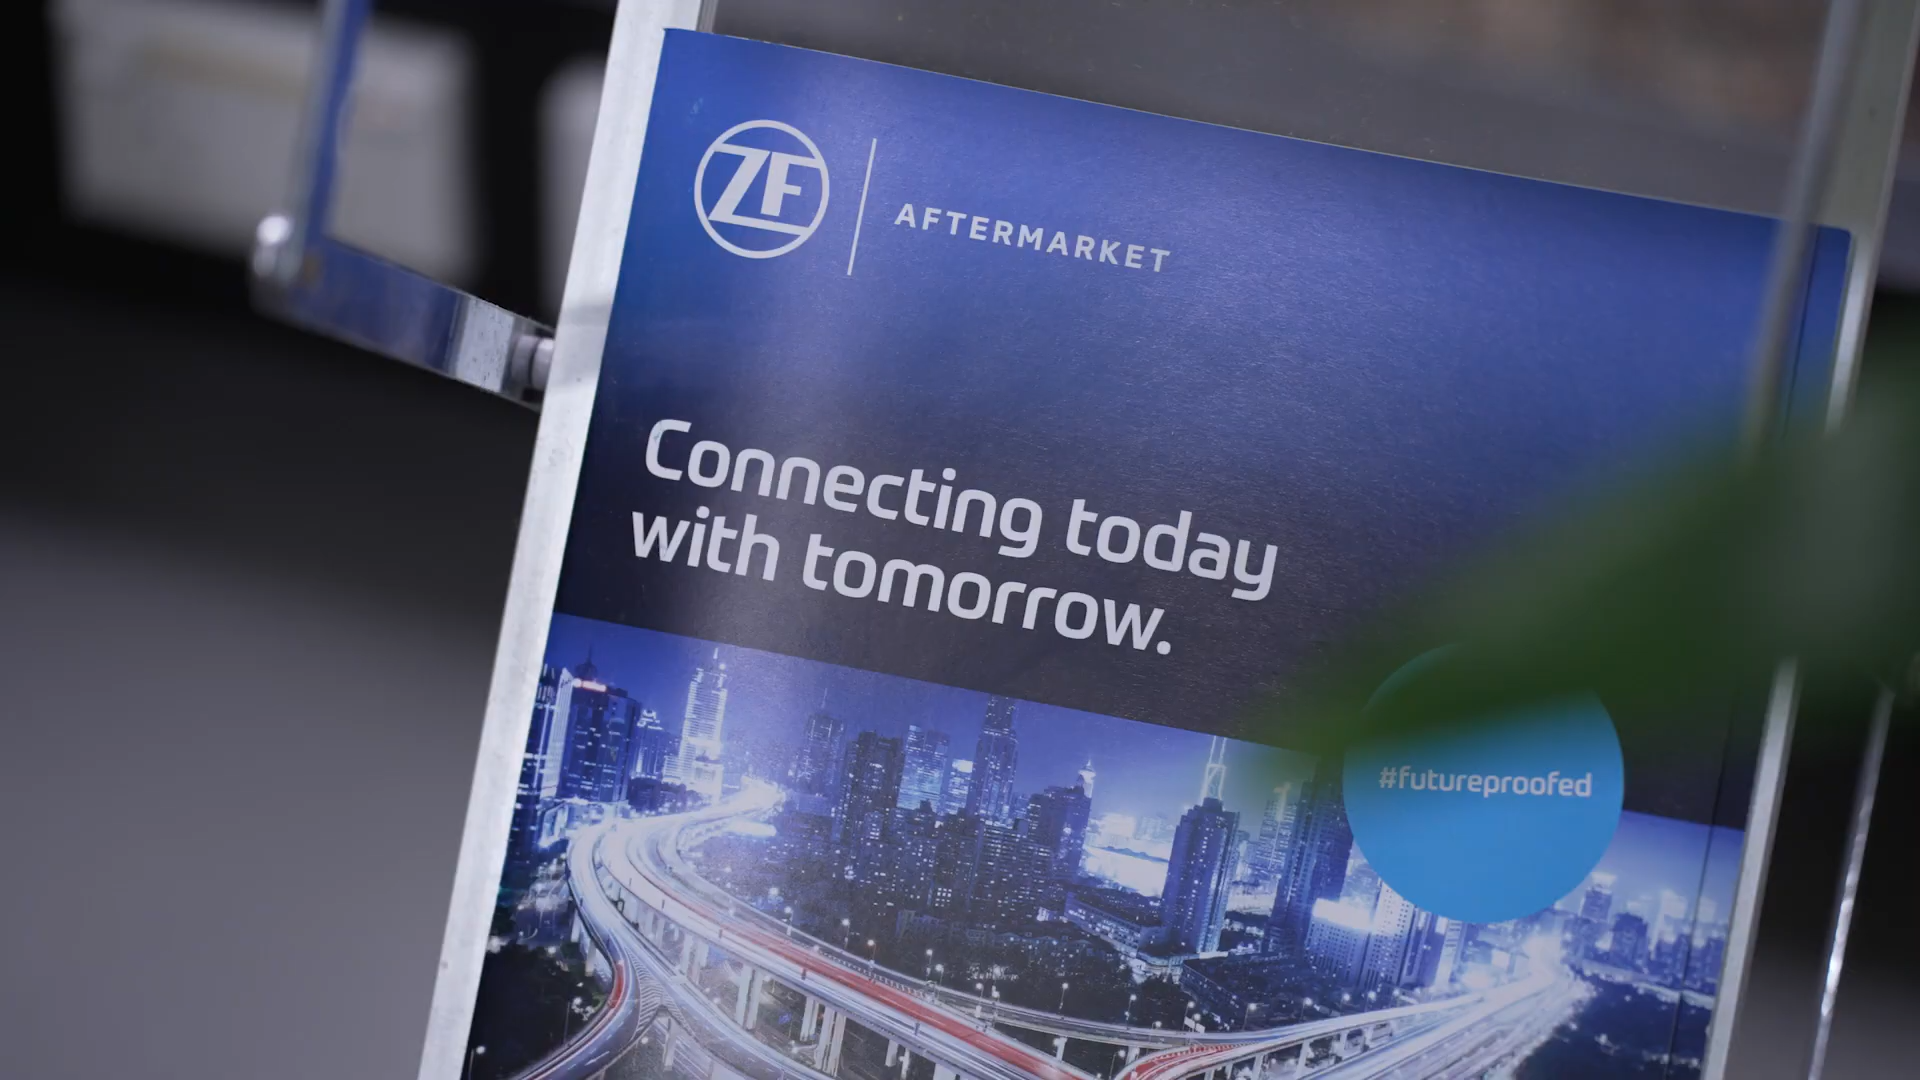 ZF
AFTERMARKET
Connecting today
with tomorrow.
#futureproofed